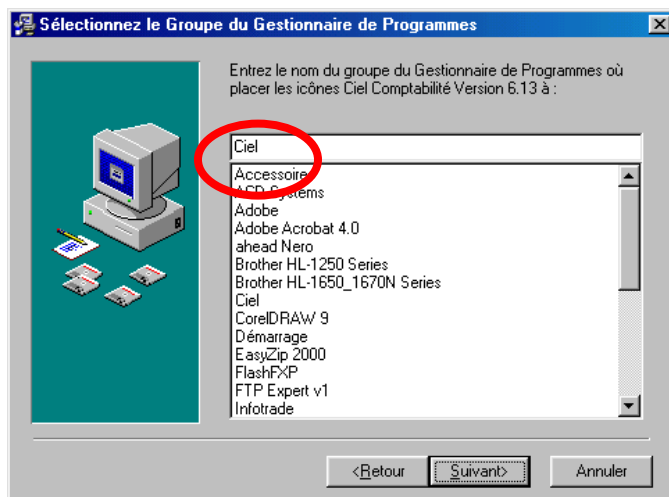 Sélectionnez le Groupe du Gestionnaire de Programmes
Entrez le nom du groupe du Gestionnaire de Programmes où
placer les icônes Ciel Comptabilité Version 6.13 à :
Ciel
Accessoire
ACD Systems
Adobe
Adobe Acrobat 4.0
ahead Nero
Brother HL-1250 Series
Brother HL-1650_1670N Series
Ciel
CorelDRAW 9
Démarrage
EasyZip 2000
FlashFXP
FTP Expert v1
Infotrade
<Retour Suivant> Annuler